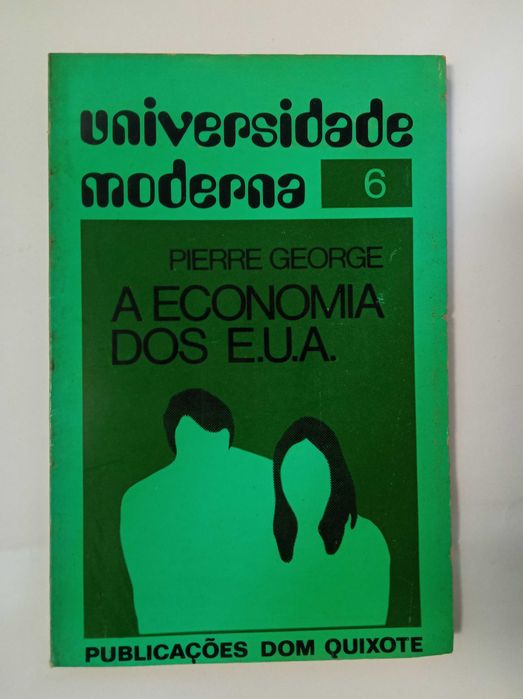 universidade
moderna 6
PIERRE GEORGE
A ECONOMIA
DOS E.U.A.
PUBLICAÇÕES DOM QUIXOTE